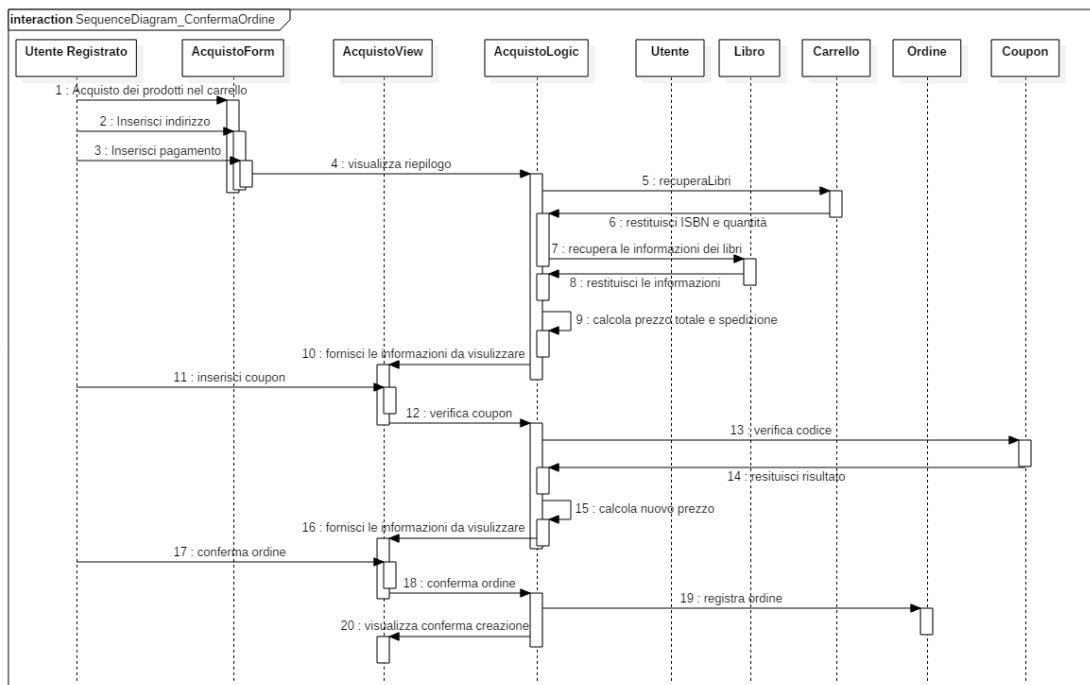 interaction SequenceDiagram_ConfermaOrdine
Utente Registrato
AcquistoForm
AcquistoView
AcquistoLogic
Utente
Libro
Carrello
Ordine
Coupon
1 : Acquisto dei prodotti nel carrello
2 : Inserisci indirizzo
3 : Inserisci pagamento
4 : visualizza riepilogo
5 : recuperaLibri
6 : restituisci ISBN e quantità
7 : recupera le informazioni dei libri
8 : restituisci le informazioni
9 : calcola prezzo totale e spedizione
10 : fornisci le informazioni da visulizzare
11 : inserisci coupon
12 : verifica coupon
13 : verifica codice
14 : resituisci risultato
15 : calcola nuovo prezzo
16 : fornisci le informazioni da visulizzare
17 : conferma ordine
18 : conferma ordine
19 : registra ordine
20 : visualizza conferma creazione